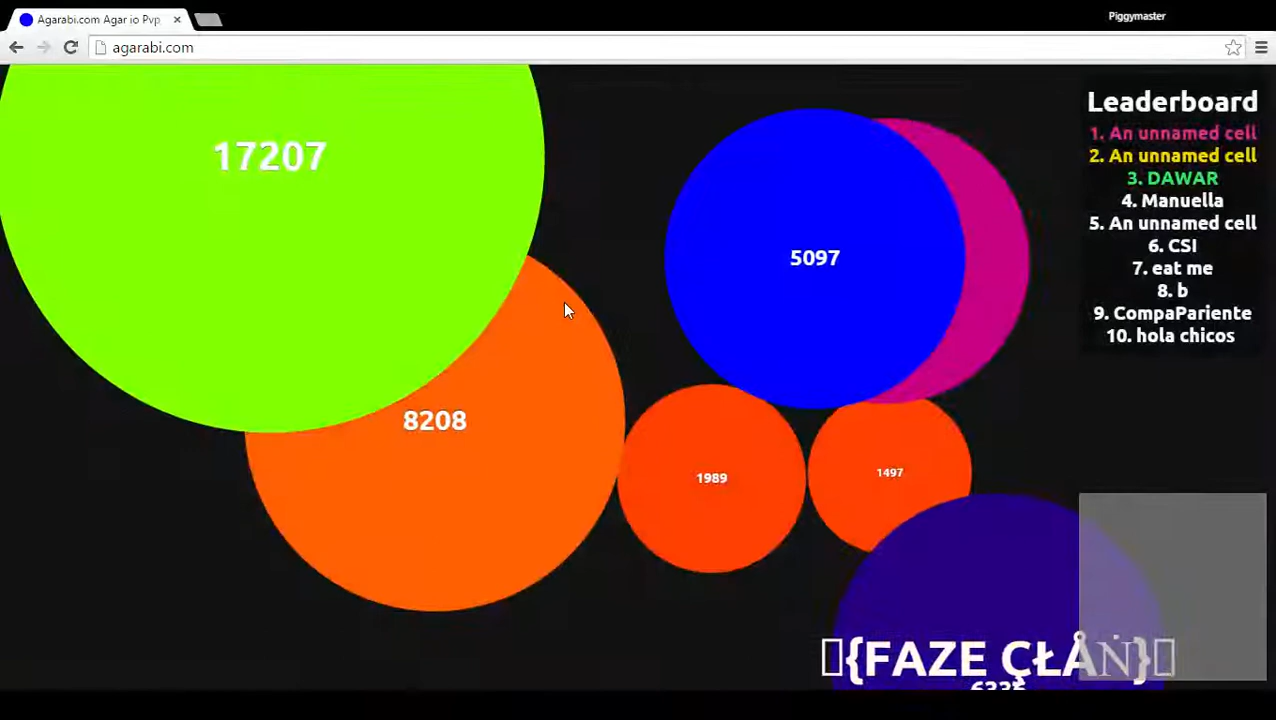 Agarabi.com Agar io Pvp
Piggymaster
agarabi.com
Leaderboard
1. An unnamed cell
2. An unnamed cell
3. DAWAR
4. Manuella
5. An unnamed cell
6. CSI
7. eat me
8. b
9. CompaPariente
10. hola chicos
17207
5097
8208
1989
1497
{FAZE ÇŁÅŃ}